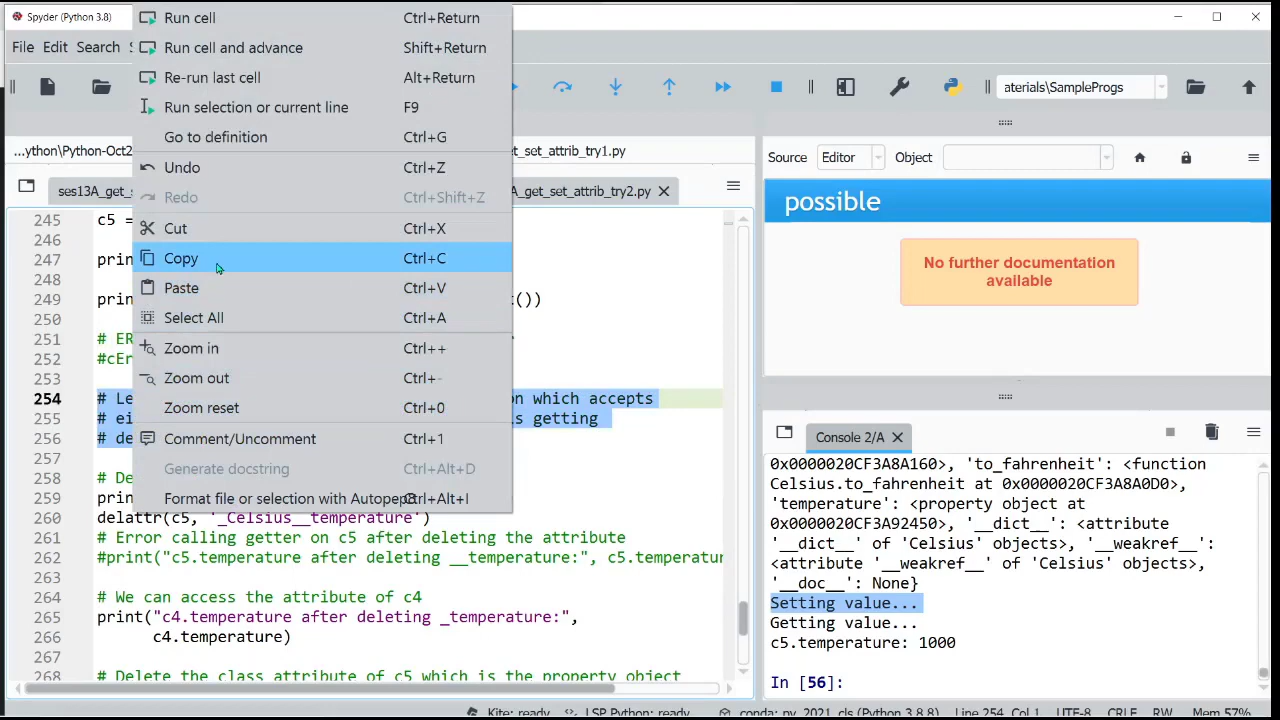 Spyder (Python 3.8)
File Edit Search
Run cell Ctrl+Return
Run cell and advance Shift+Return
Re-run last cell Alt+Return
Run selection or current line F9
Go to definition Ctrl+G
Undo Ctrl+Z
Redo Ctrl+Shift+Z
Cut Ctrl+X
Copy Ctrl+C
Paste Ctrl+V
Select All Ctrl+A
Zoom in Ctrl++
Zoom out Ctrl+-
Zoom reset Ctrl+0
Comment/Uncomment Ctrl+1
Generate docstring Ctrl+Alt+D
Format file or selection with Autopep8 Ctrl+Alt+I
aterials\SampleProgs
...ython\Python-Oct2
t_set_attrib_try1.py
ses13A_get_s
A_get_set_attrib_try2.py
245 c5 =
246
247 prin
248
249 prin t())
250
251 # ER
252 #cEr
253
254 # Le on which accepts
255 # ei s getting
256 # de
257
258 # De
259 prin
260 delattr(c5, '_Celsius__temperature')
261 # Error calling getter on c5 after deleting the attribute
262 #print("c5.temperature after deleting __temperature:", c5.temperatur
263
264 # We can access the attribute of c4
265 print("c4.temperature after deleting _temperature:",
266 c4.temperature)
267
268 # Delete the class attribute of c5 which is the property object
Source Editor Object
possible
No further documentation
available
Console 2/A
0x0000020CF3A8A160>, 'to_fahrenheit': <function
Celsius.to_fahrenheit at 0x0000020CF3A8A0D0>,
'temperature': <property object at
0x0000020CF3A92450>, '__dict__': <attribute
'__dict__' of 'Celsius' objects>, '__weakref__':
<attribute '__weakref__' of 'Celsius' objects>,
'__doc__': None}
Setting value...
Getting value...
c5.temperature: 1000
In [56]:
Kite: ready LSP Python: ready conda: py_2021_cls (Python 3.8.8) Line 254, Col 1 UTF-8 CRLF RW Mem 57%